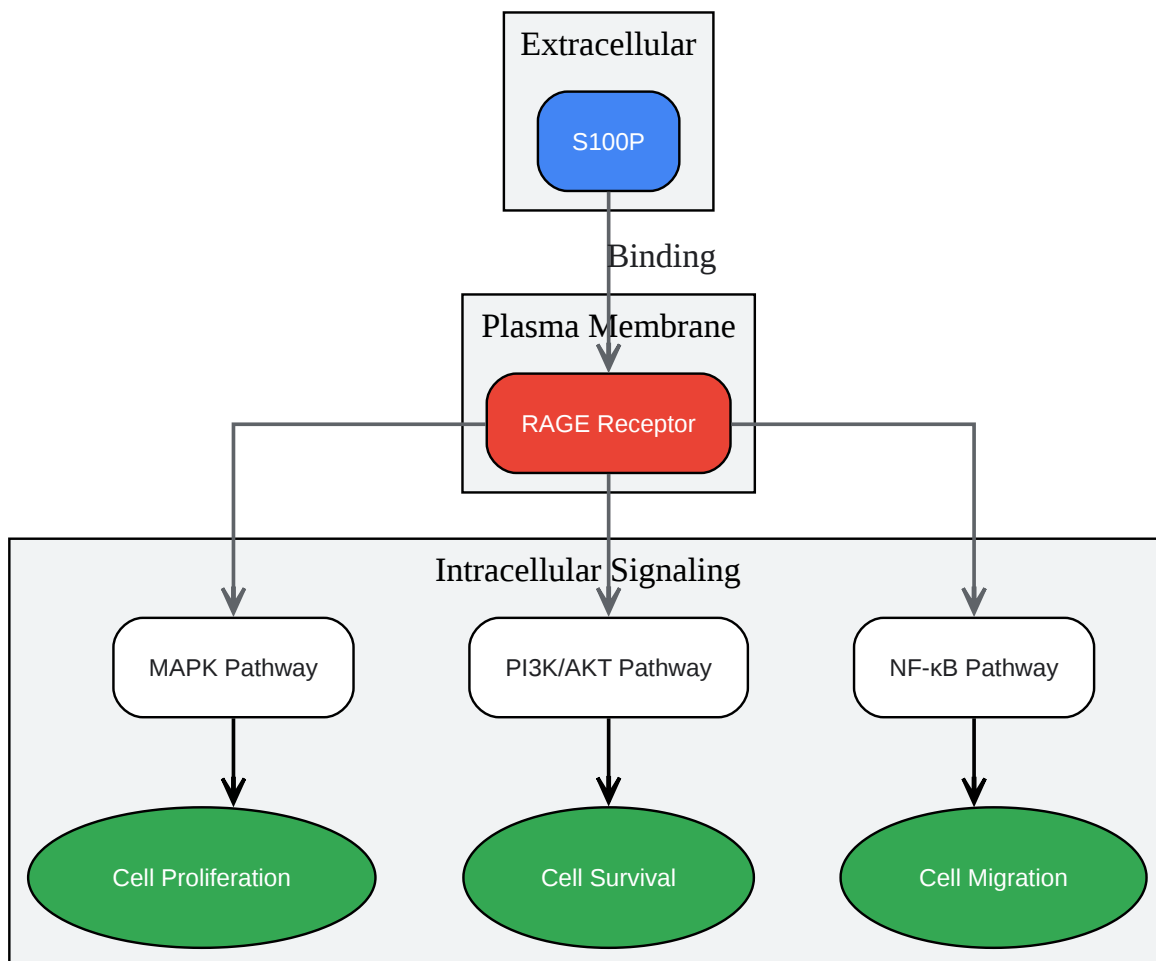 Extracellular
S100P
Binding
Plasma Membrane
RAGE Receptor
Intracellular Signaling
MAPK Pathway
PI3K/AKT Pathway
NF-κB Pathway
Cell Proliferation
Cell Survival
Cell Migration